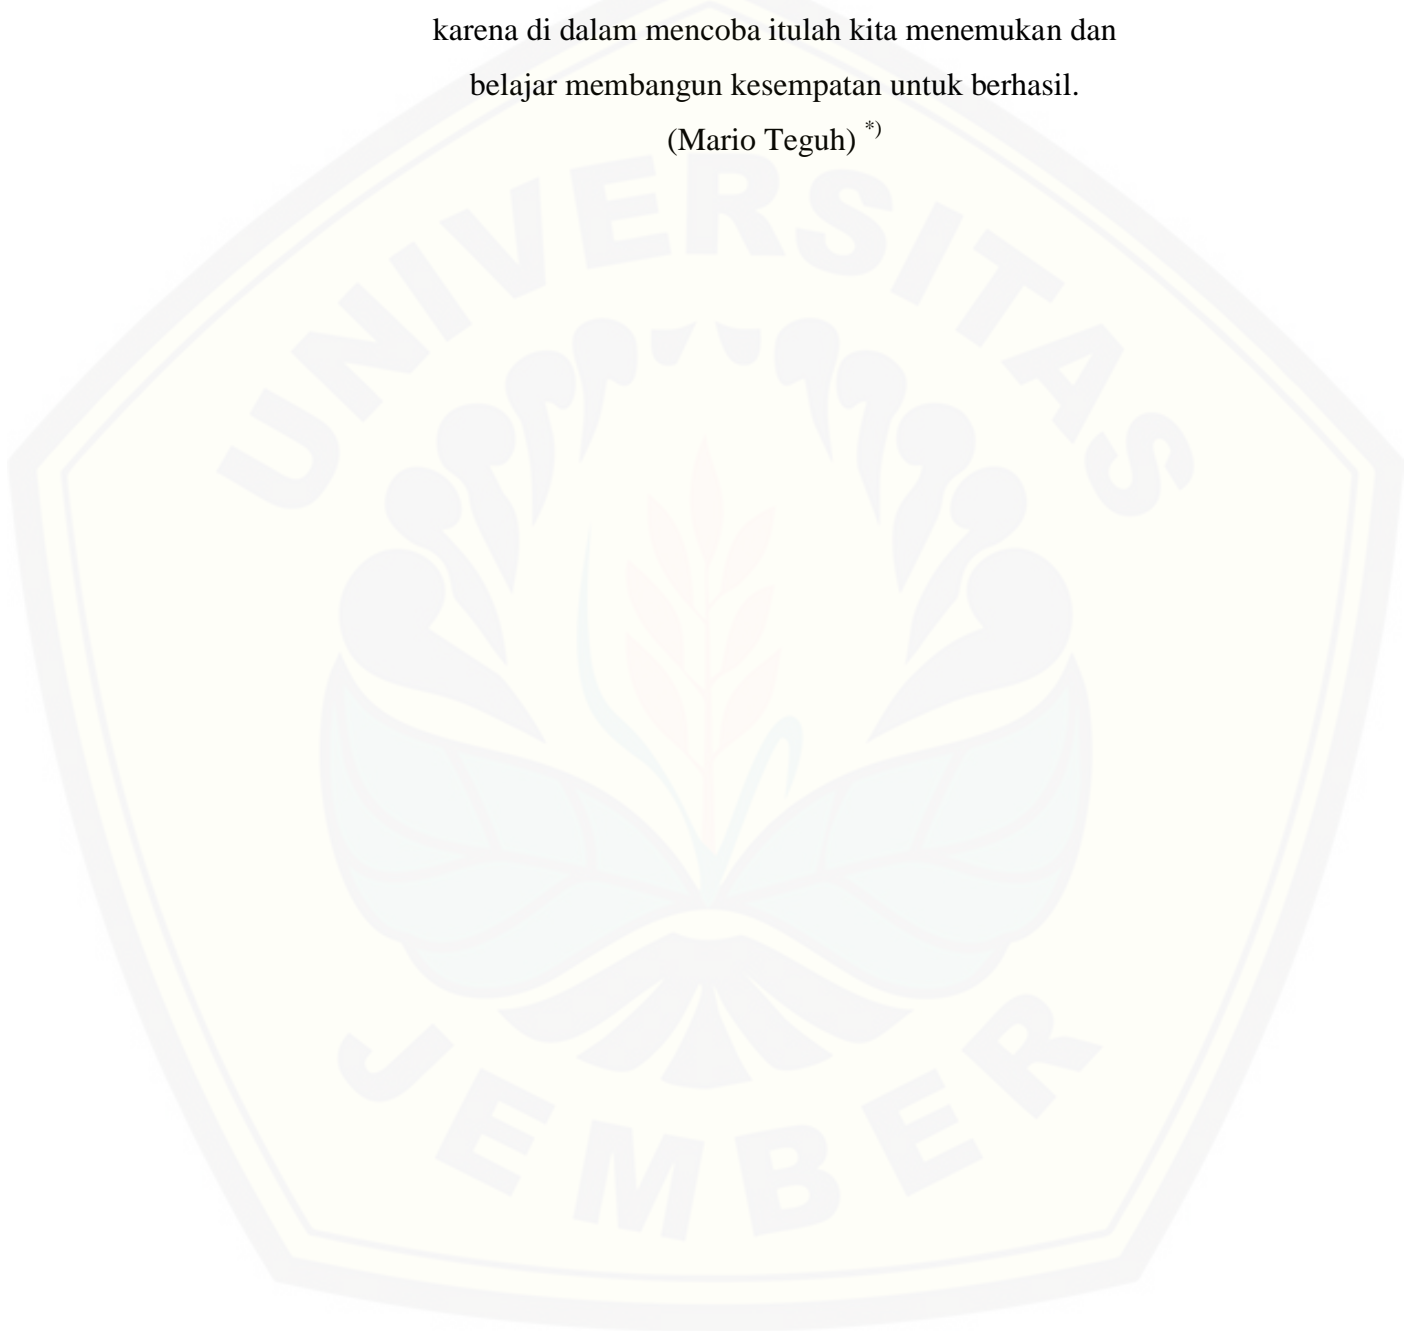 karena di dalam mencoba itulah kita menemukan dan
belajar membangun kesempatan untuk berhasil.
(Mario Teguh) *)
UNIVERSITAS
JEMBER